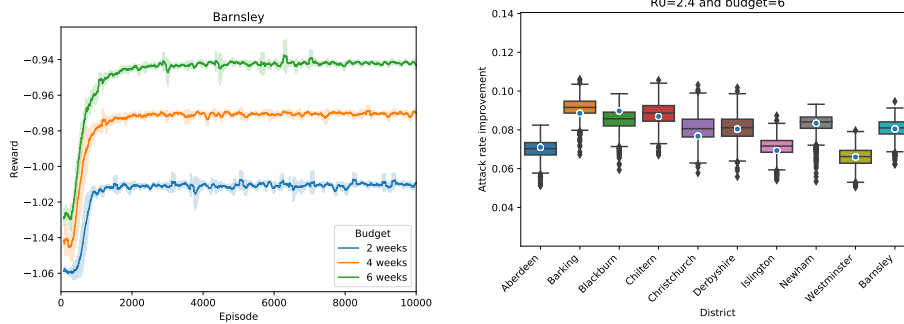 Barnsley
−0.94
−0.96
−0.98
−1.00
−1.02
−1.04
−1.06
Reward
0
2000
4000
6000
8000
10000
Episode
Budget
2 weeks
4 weeks
6 weeks
R0=2.4 and budget=6
0.14
0.12
0.10
0.08
0.06
0.04
Attack rate improvement
Aberdeen
Barking
Blackburn
Chiltern
Christchurch
Derbyshire
Islington
Newham
Westminster
Barnsley
District